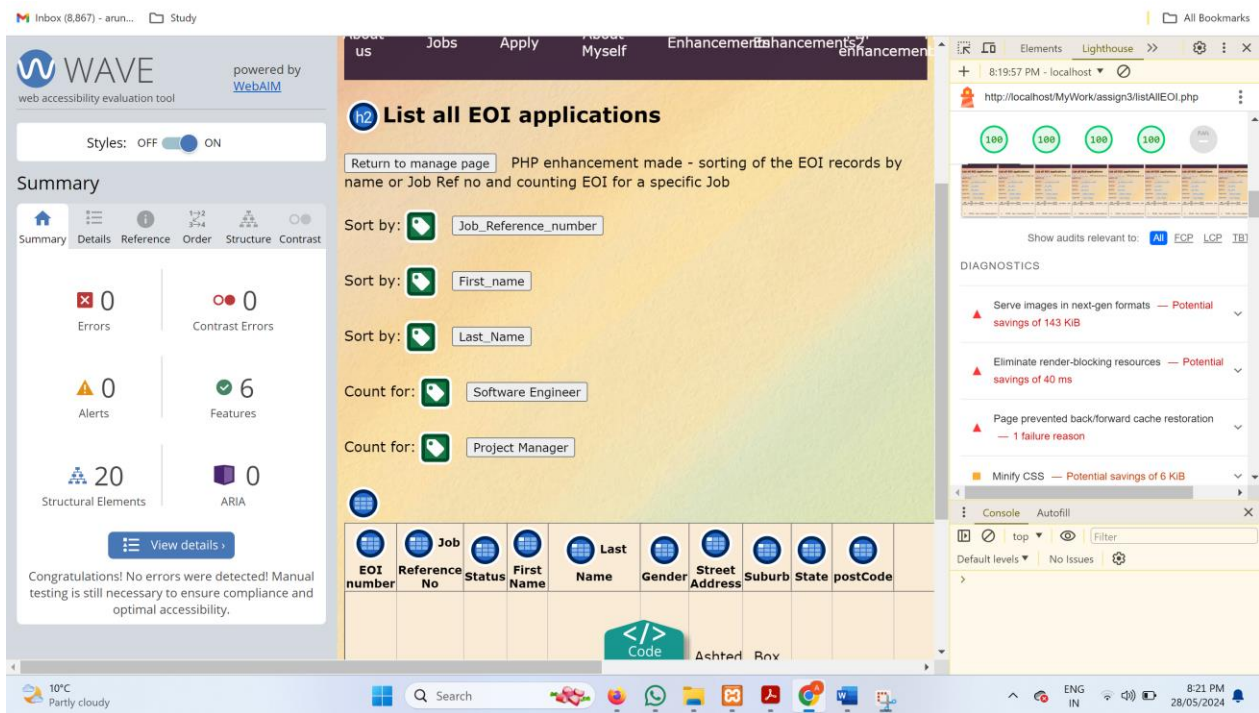 Inbox (8,867) - arun...
Study
All Bookmarks
WAVE
web accessibility evaluation tool
powered by
WebAIM
Styles: OFF ON
Summary
Summary Details Reference Order Structure Contrast
0
Errors
0
Contrast Errors
0
Alerts
6
Features
20
Structural Elements
0
ARIA
View details ›
Congratulations! No errors were detected! Manual
testing is still necessary to ensure compliance and
optimal accessibility.
About
us
Jobs
Apply
About
Myself
Enhancements
Enhancements2
enhancement
h2 List all EOI applications
Return to manage page PHP enhancement made - sorting of the EOI records by
name or Job Ref no and counting EOI for a specific Job
Sort by: Job_Reference_number
Sort by: First_name
Sort by: Last_Name
Count for: Software Engineer
Count for: Project Manager
EOI
number
Job
Reference
No
Status
First
Name
Last
Name
Gender
Street
Address
Suburb
State
postCode
</>
Code
Ashted
Box
Elements Lighthouse >>
8:19:57 PM - localhost ▼
http://localhost/MyWork/assign3/listAllEOI.php
100 100 100 100
Show audits relevant to: All FCP LCP TBT
DIAGNOSTICS
Serve images in next-gen formats — Potential
savings of 143 KiB
Eliminate render-blocking resources — Potential
savings of 40 ms
Page prevented back/forward cache restoration
— 1 failure reason
Minify CSS — Potential savings of 6 KiB
Console Autofill
top ▼ Filter
Default levels ▼ No Issues
10°C
Partly cloudy
Search
ENG
IN
8:21 PM
28/05/2024